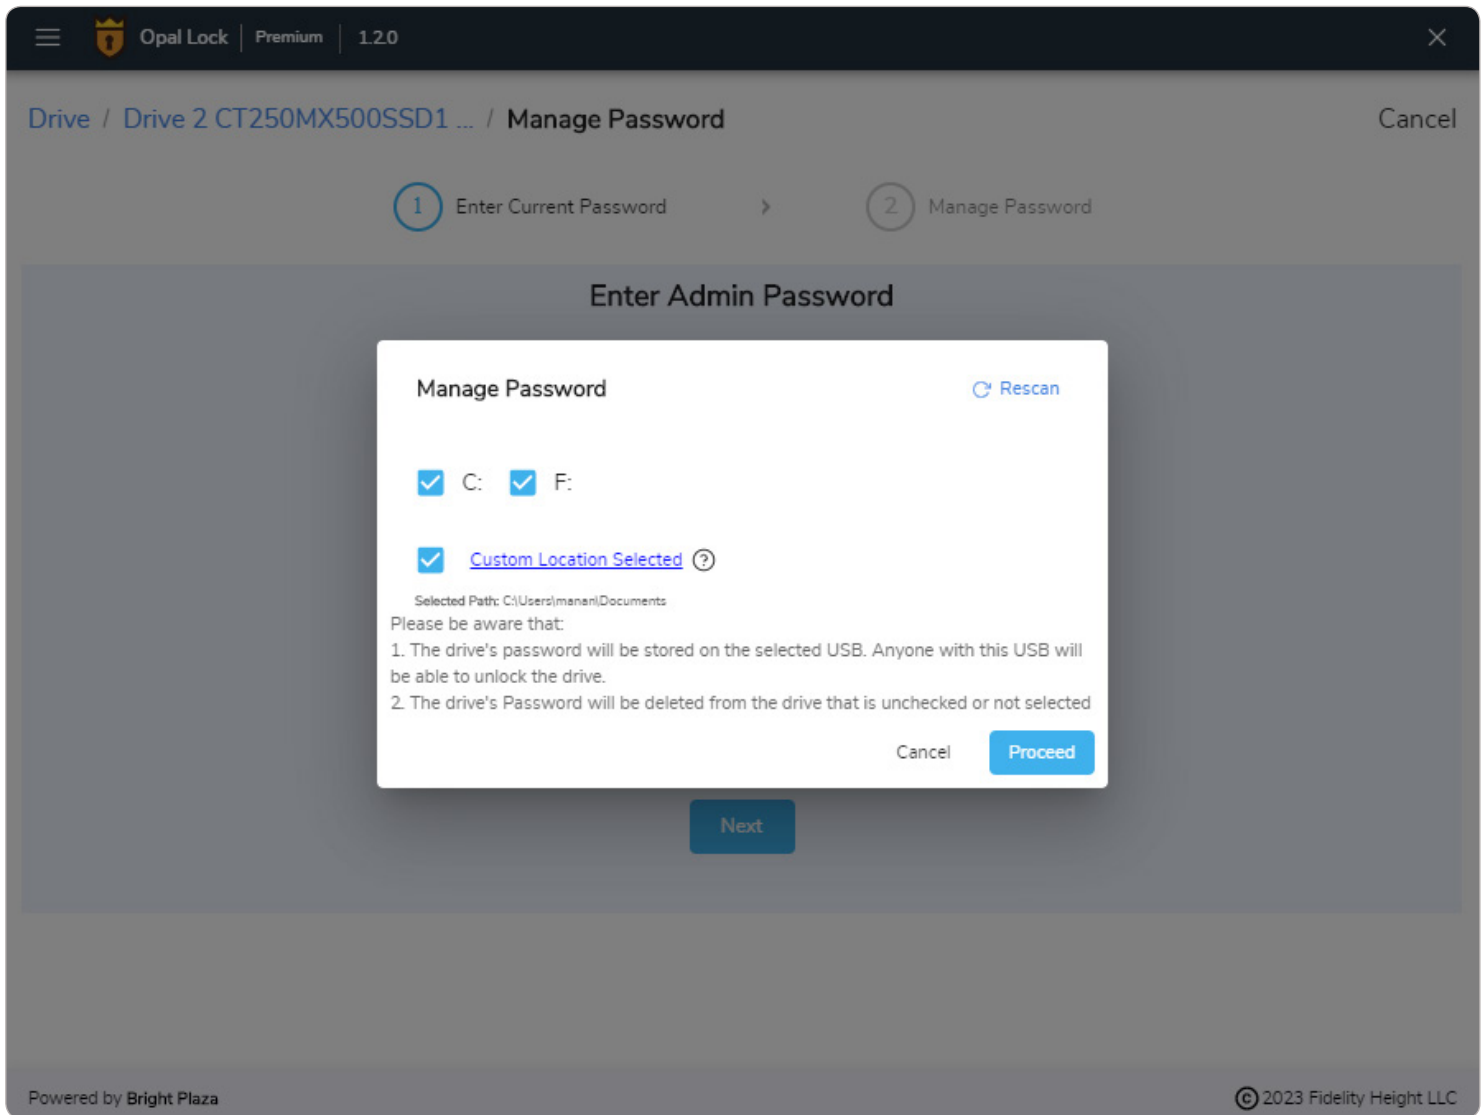 Opal Lock | Premium | 1.2.0
Drive / Drive 2 CT250MX500SSD1 ... / Manage Password
Cancel
1 Enter Current Password > 2 Manage Password
Enter Admin Password
Manage Password
Rescan
C: F:
Custom Location Selected ?
Selected Path: C:\Users\manan\Documents
Please be aware that:
1. The drive's password will be stored on the selected USB. Anyone with this USB will
be able to unlock the drive.
2. The drive's Password will be deleted from the drive that is unchecked or not selected
Cancel
Proceed
Next
Powered by Bright Plaza
© 2023 Fidelity Height LLC